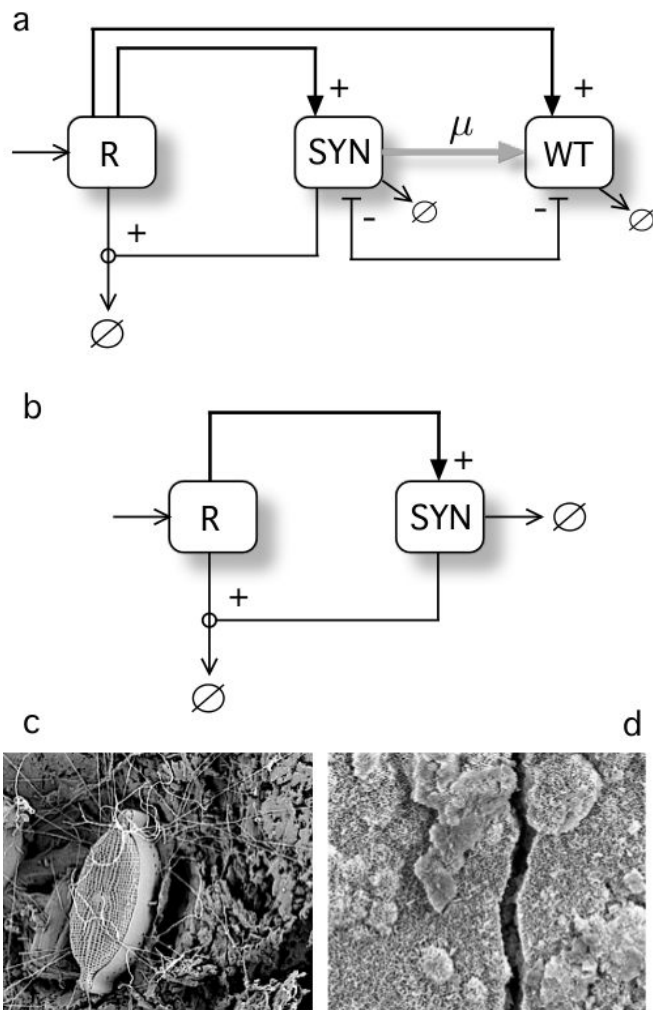 a
+ +
μ
R SYN WT
- ∅ - ∅
+
∅
b
+
R SYN ∅
+
∅
c d